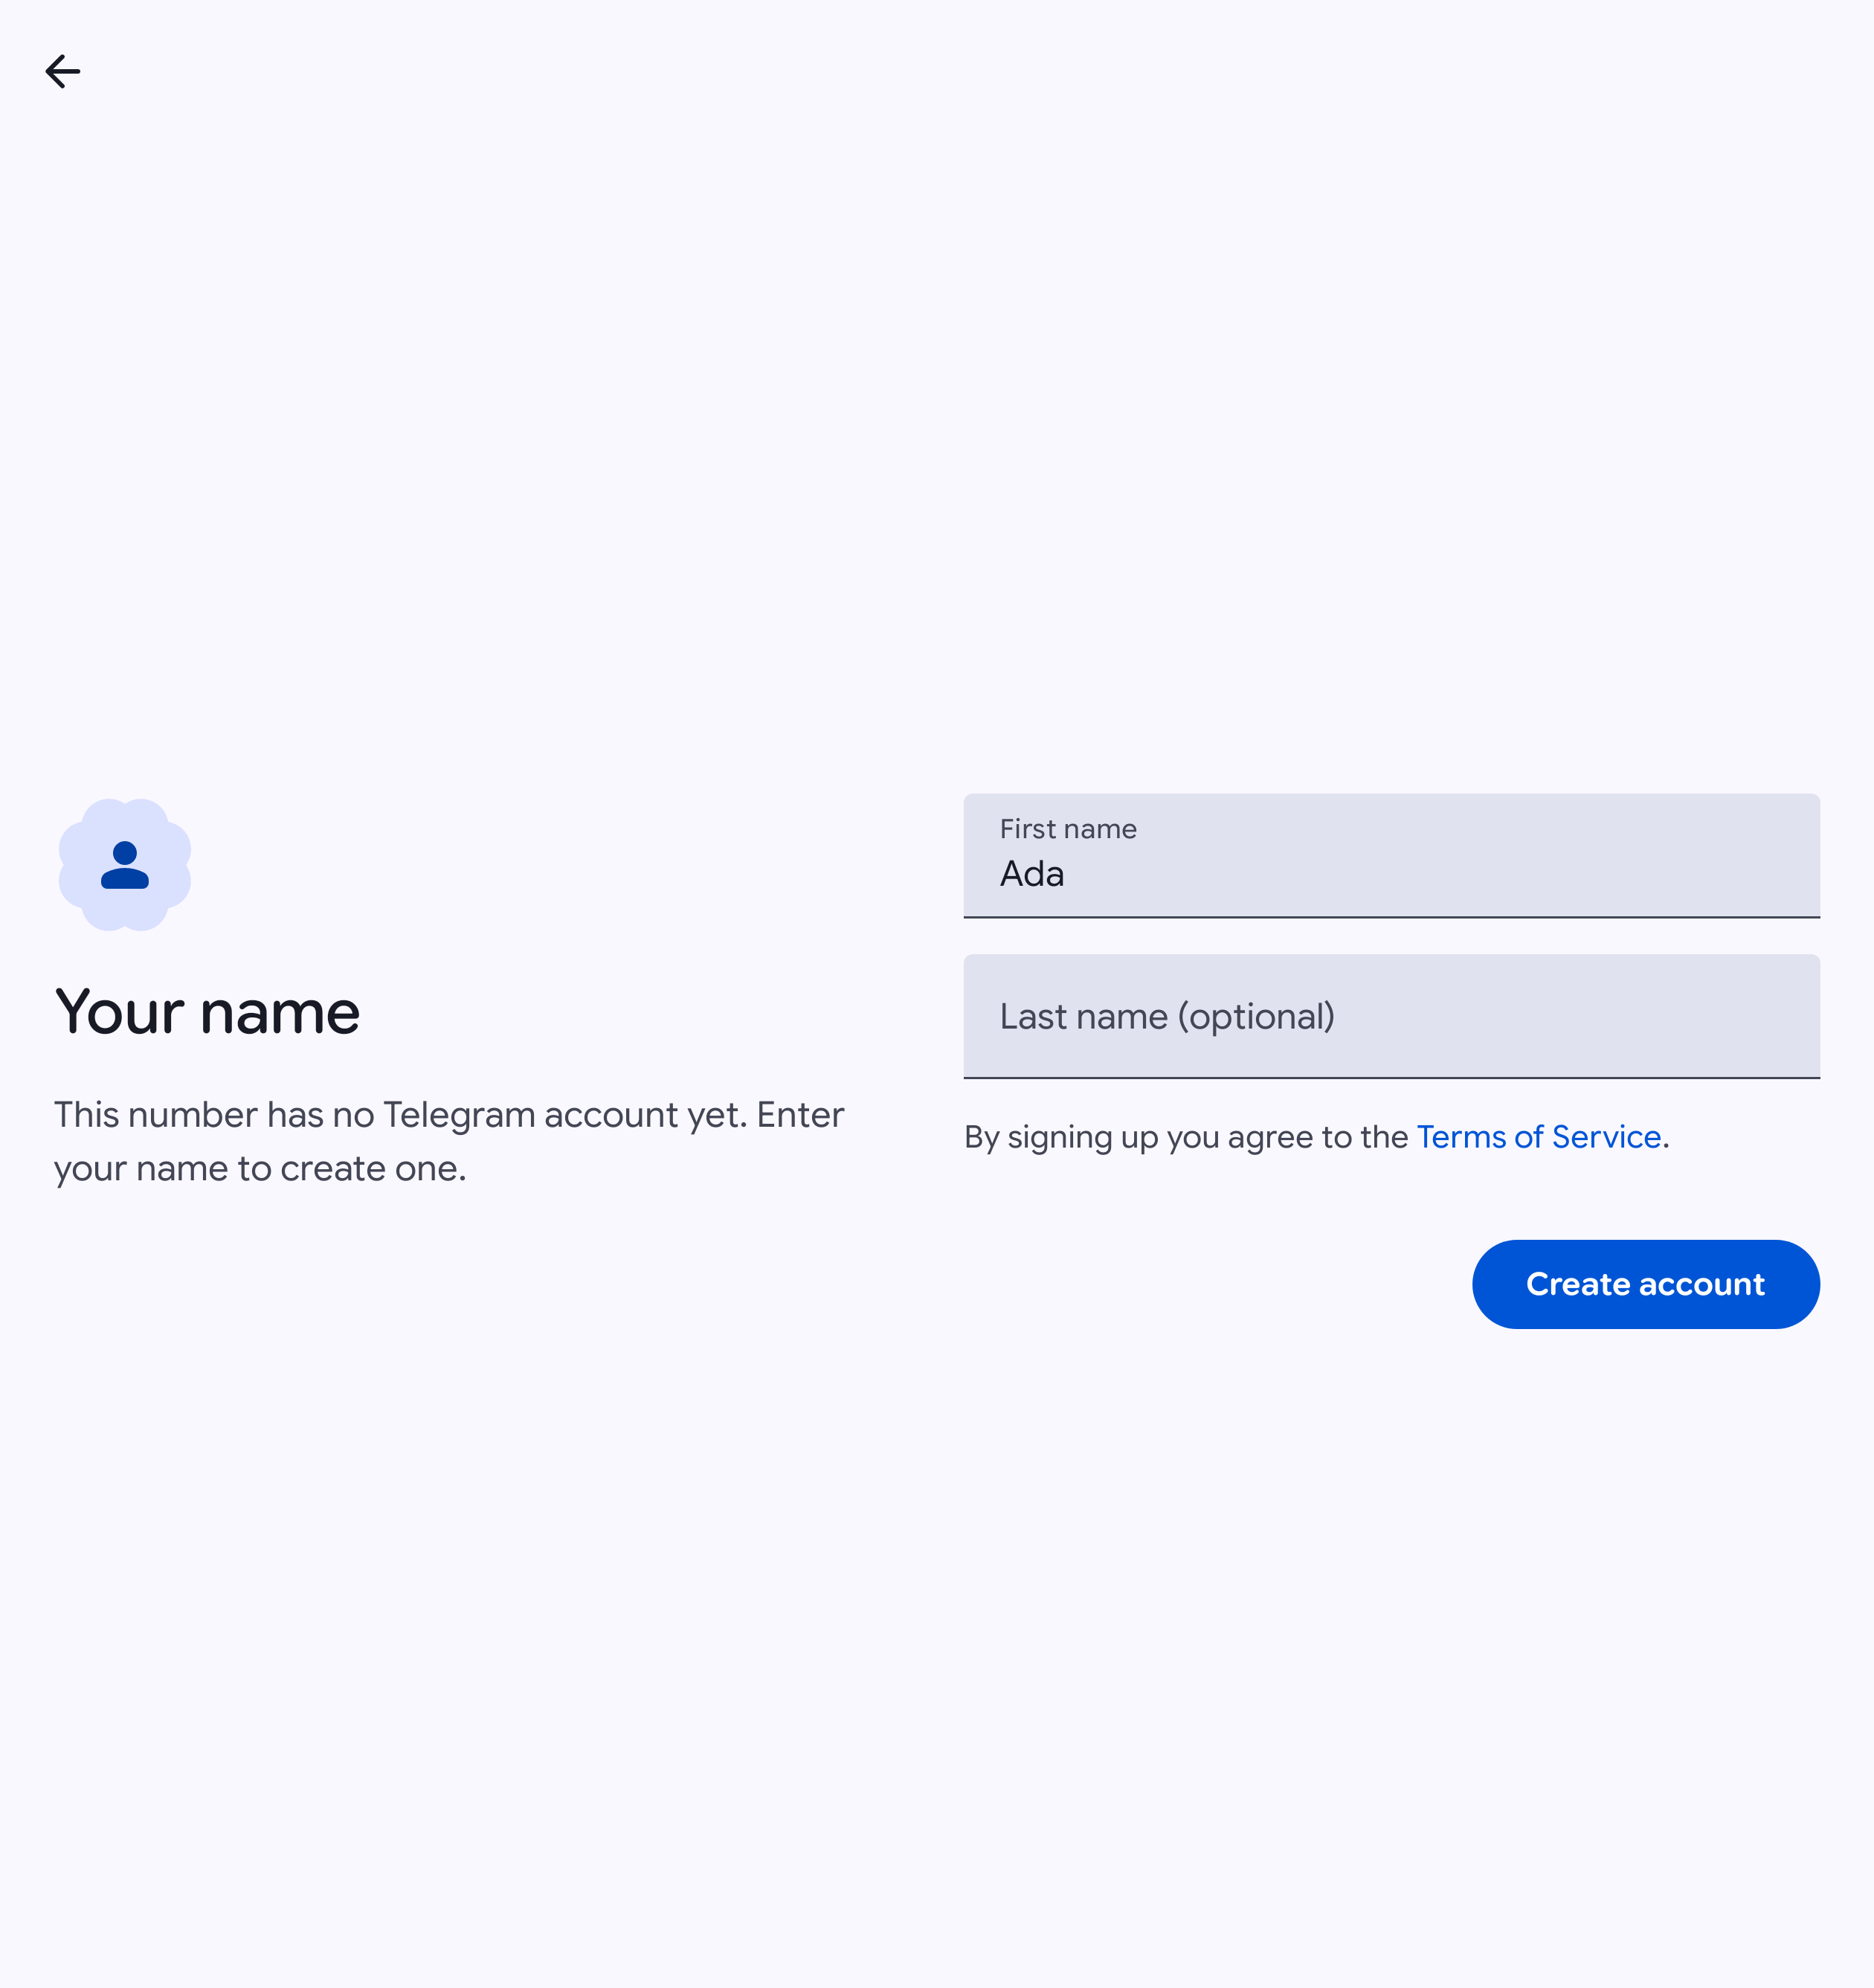 Your name
This number has no Telegram account yet. Enter
your name to create one.
First name
Ada
Last name (optional)
By signing up you agree to the Terms of Service.
Create account